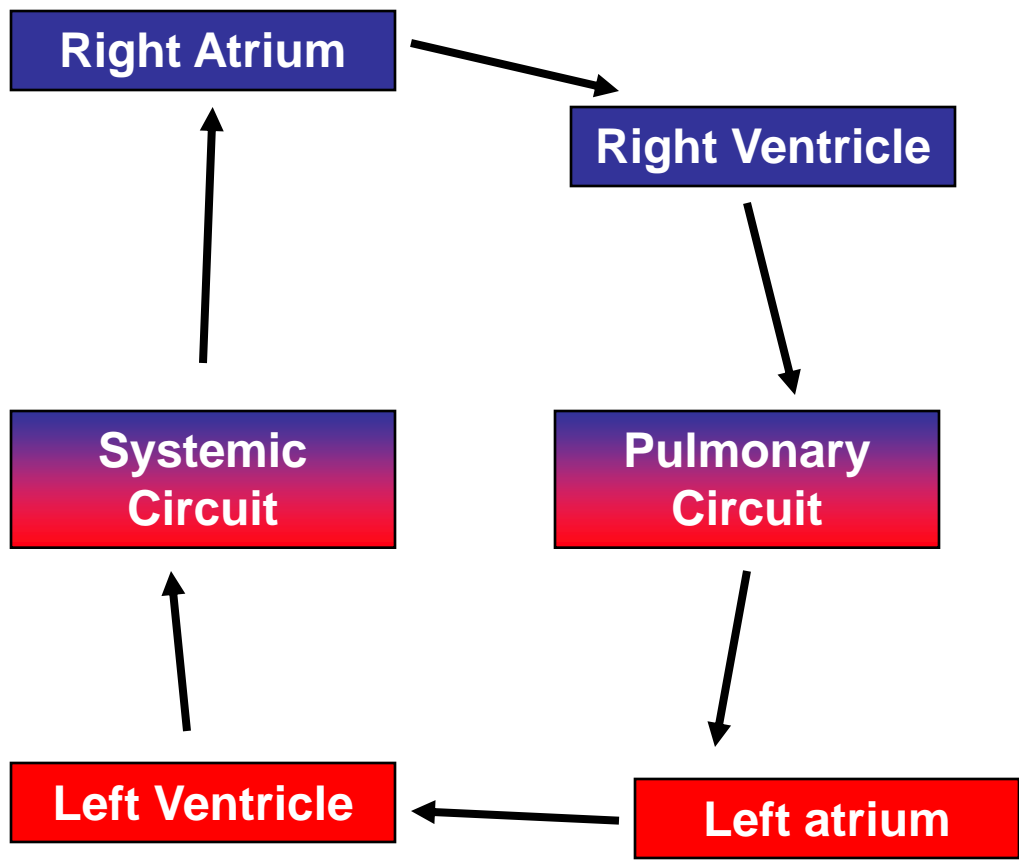 Right Atrium
Right Ventricle
Systemic
Circuit
Pulmonary
Circuit
Left Ventricle
Left atrium